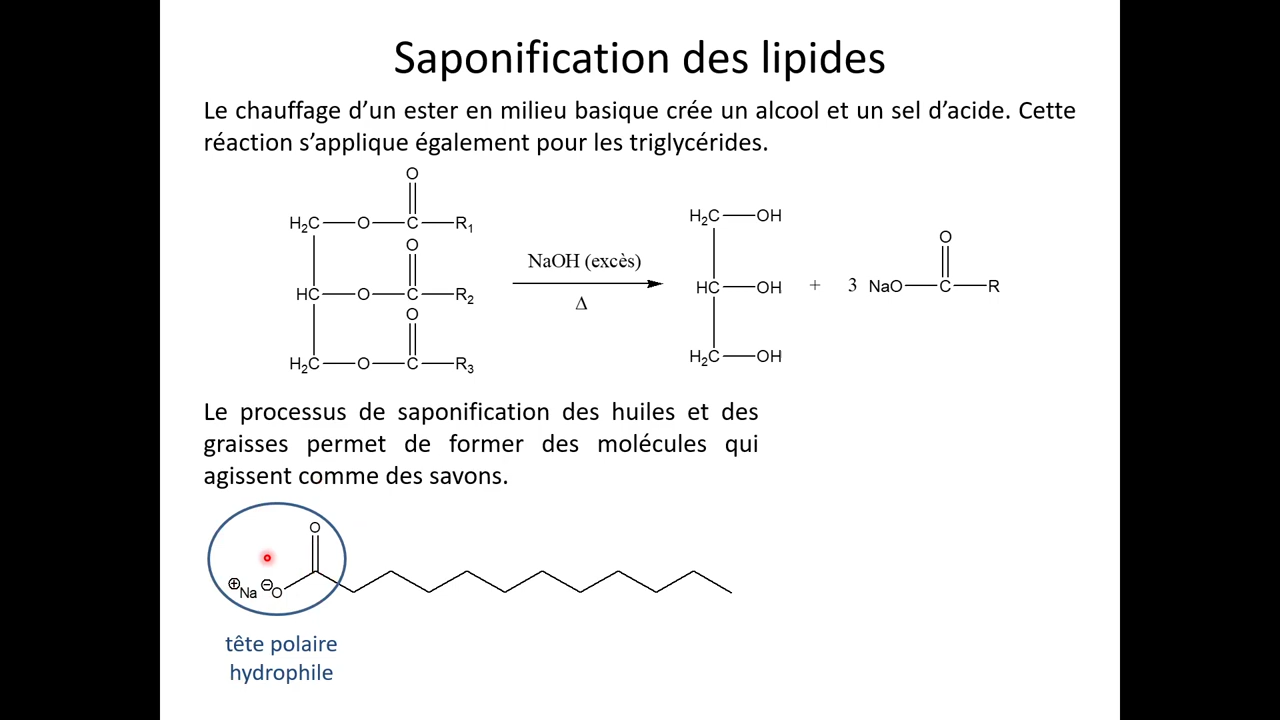 Saponification des lipides
Le chauffage d’un ester en milieu basique crée un alcool et un sel d’acide. Cette
réaction s’applique également pour les triglycérides.
O
H₂C O C R₁
O
HC O C R₂
O
H₂C O C R₃
NaOH (excès)
Δ
H₂C OH
HC OH
H₂C OH
+
O
3 NaO C R
Le processus de saponification des huiles et des
graisses permet de former des molécules qui
agissent comme des savons.
O
⊕Na ⊖O
tête polaire
hydrophile